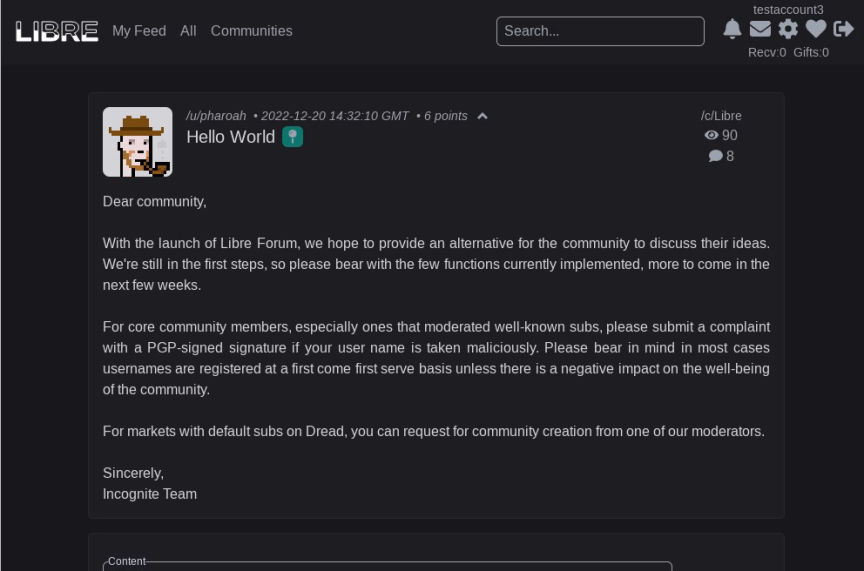 testaccount3
LIBRE My Feed All Communities Search...
Recv:0 Gifts:0
/u/pharoah • 2022-12-20 14:32:10 GMT • 6 points /c/Libre
Hello World 90
8
Dear community,
With the launch of Libre Forum, we hope to provide an alternative for the community to discuss their ideas.
We're still in the first steps, so please bear with the few functions currently implemented, more to come in the
next few weeks.
For core community members, especially ones that moderated well-known subs, please submit a complaint
with a PGP-signed signature if your user name is taken maliciously. Please bear in mind in most cases
usernames are registered at a first come first serve basis unless there is a negative impact on the well-being
of the community.
For markets with default subs on Dread, you can request for community creation from one of our moderators.
Sincerely,
Incognite Team
Content